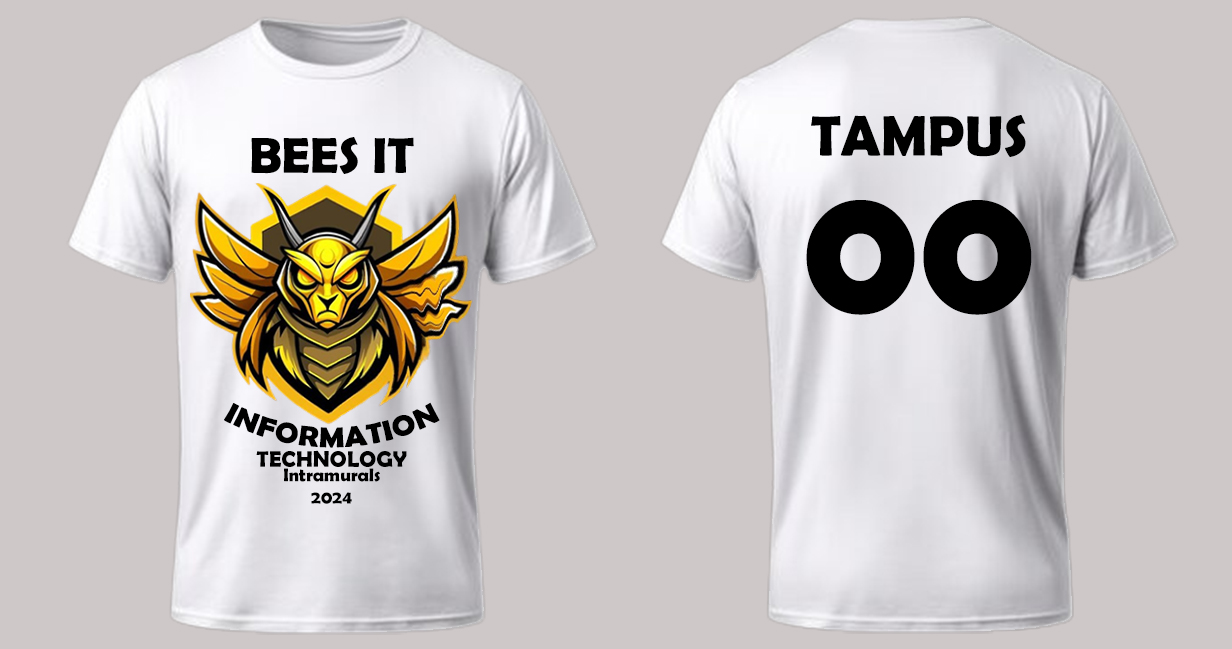 BEES IT
INFORMATION
TECHNOLOGY
Intramurals
2024
TAMPUS
00